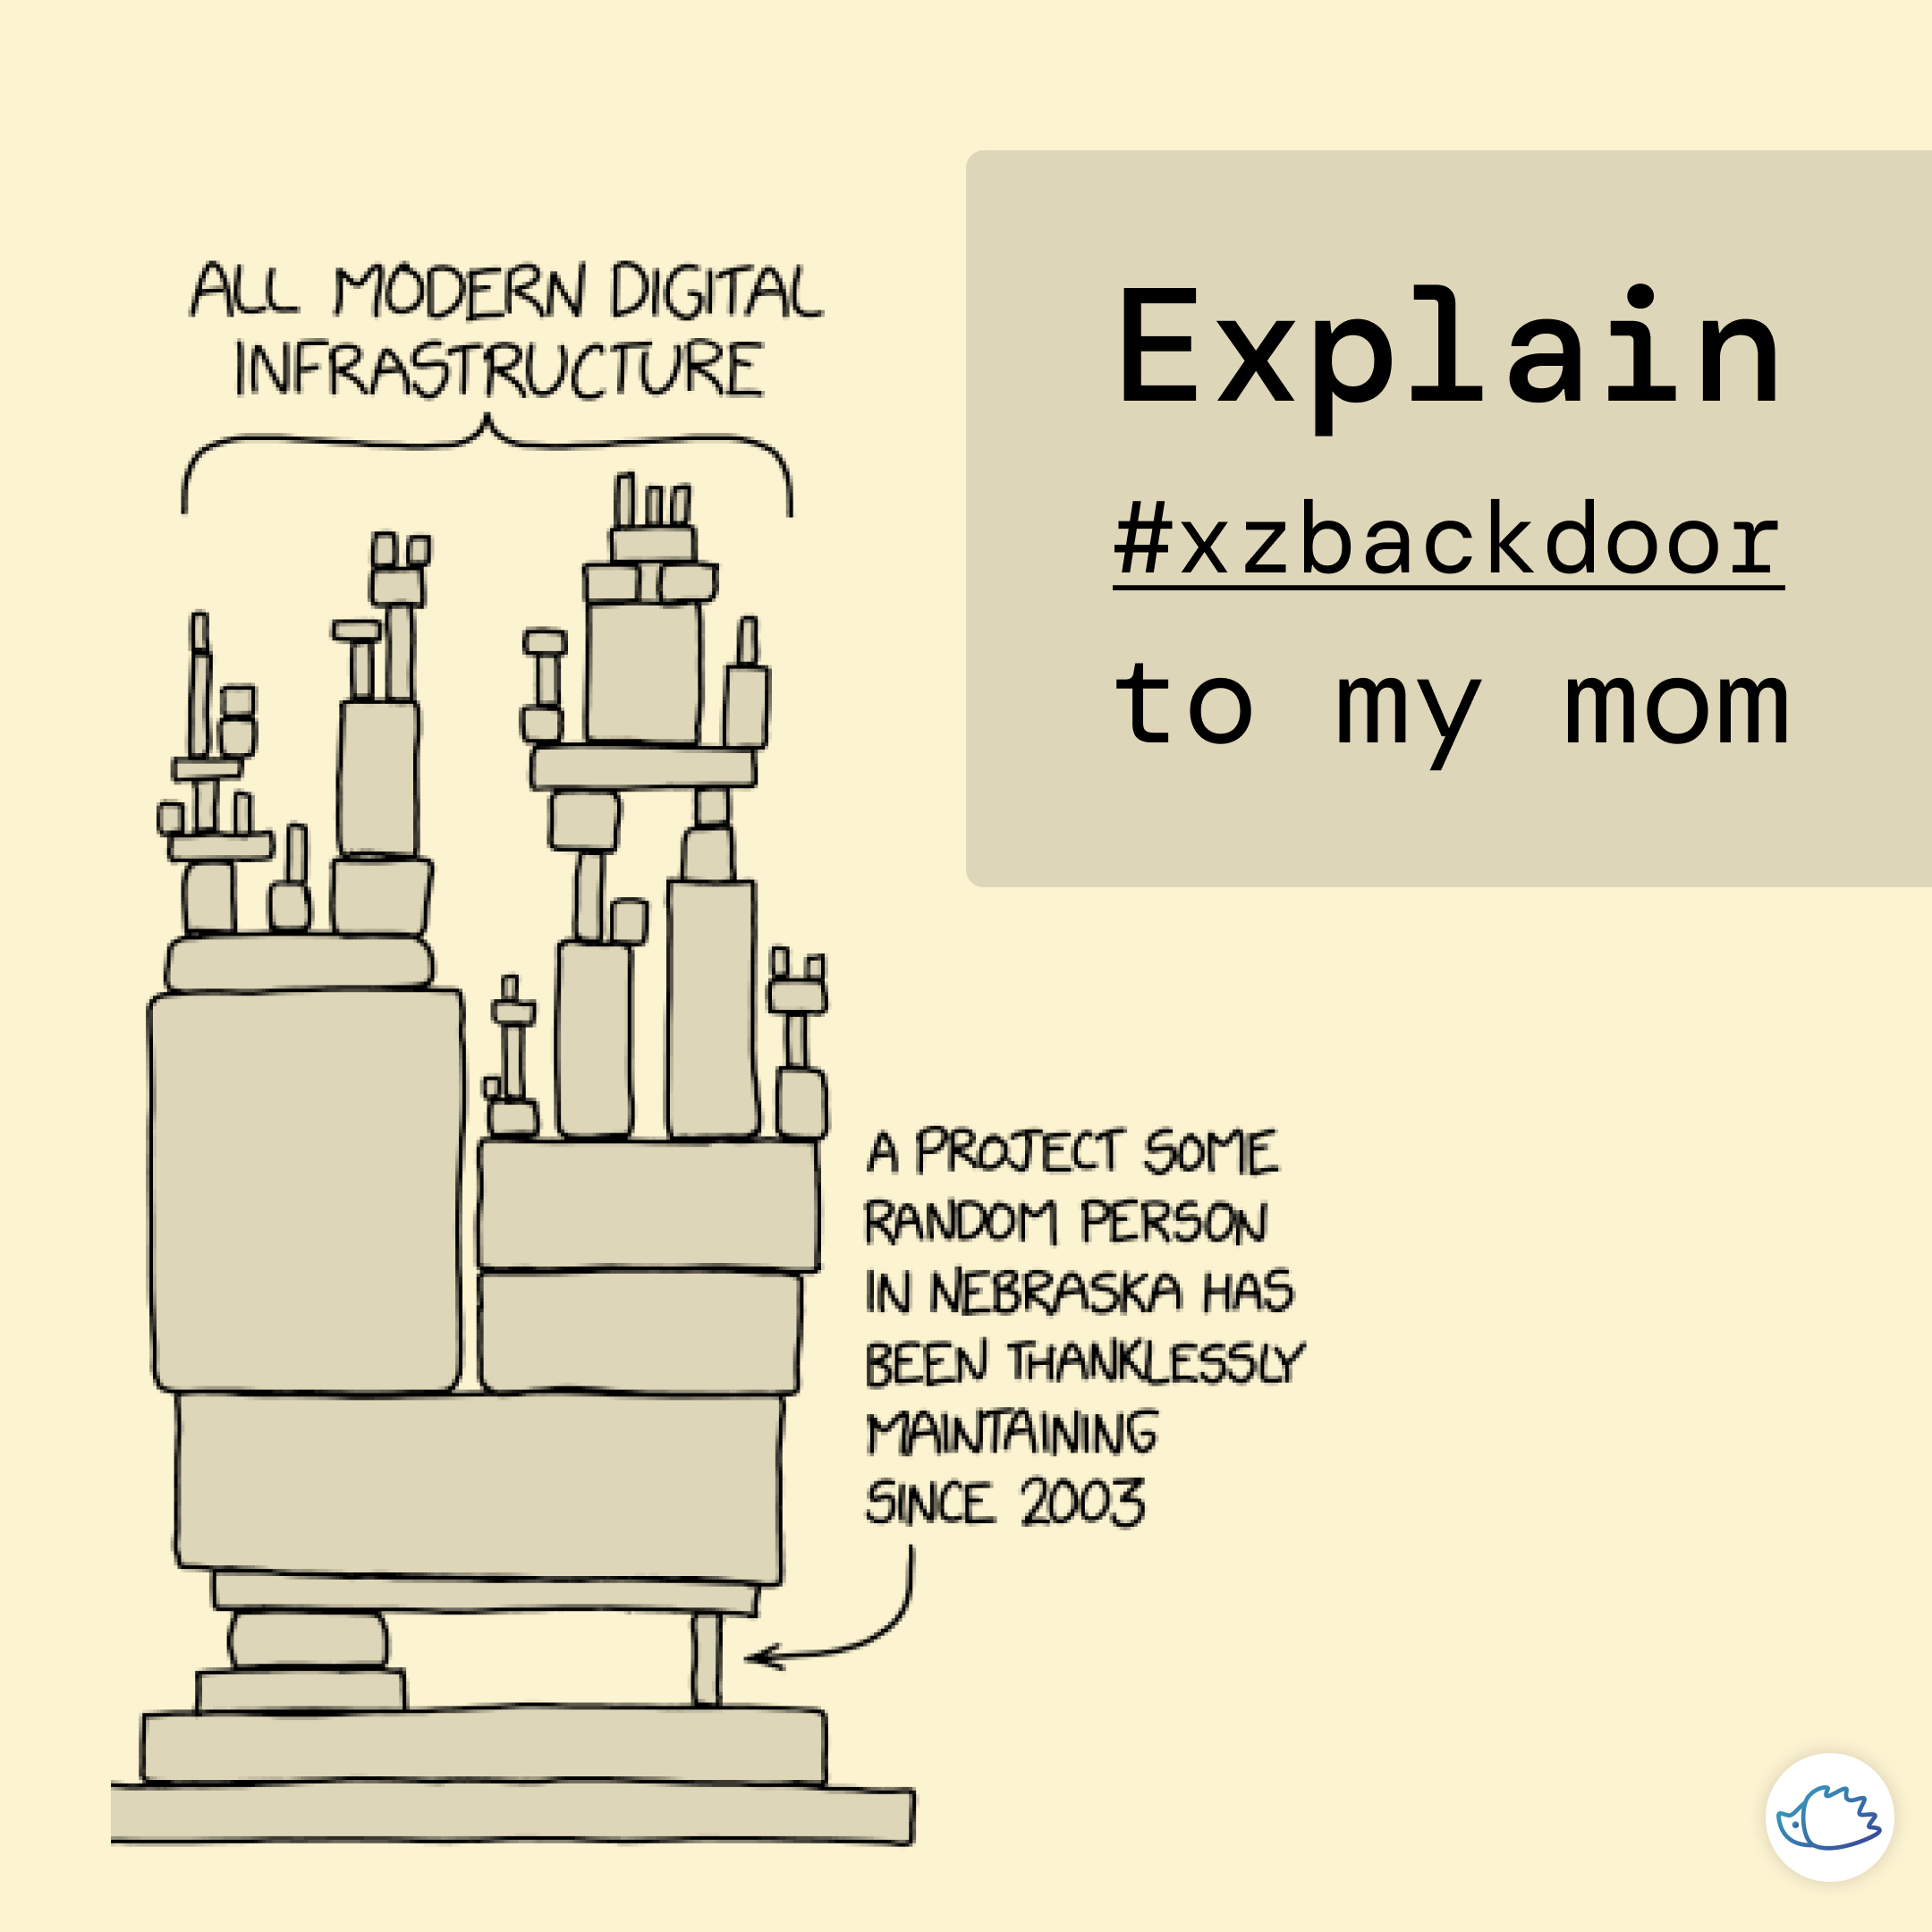 ALL MODERN DIGITAL
INFRASTRUCTURE
Explain
#xzbackdoor
to my mom
A PROJECT SOME
RANDOM PERSON
IN NEBRASKA HAS
BEEN THANKLESSLY
MAINTAINING
SINCE 2003